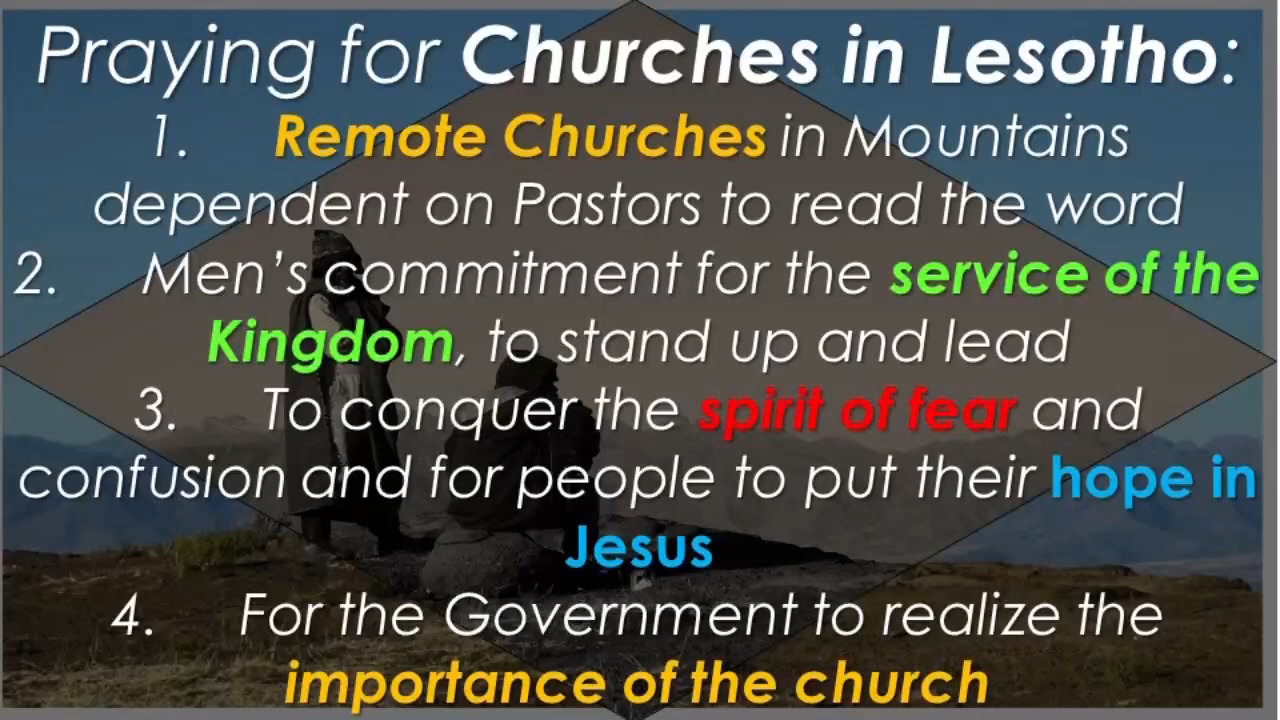 Praying for Churches in Lesotho:
1. Remote Churches in Mountains
dependent on Pastors to read the word
2. Men’s commitment for the service of the
Kingdom, to stand up and lead
3. To conquer the spirit of fear and
confusion and for people to put their hope in
Jesus
4. For the Government to realize the
importance of the church